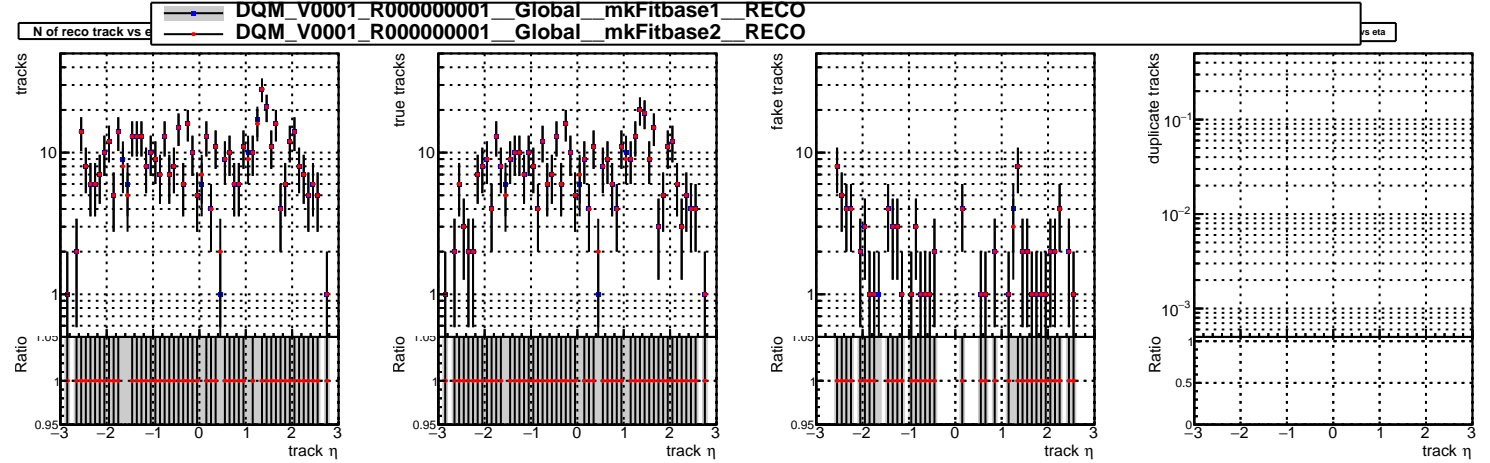 DQM_V0001_R000000001__Global__mkFitbase1__RECO
DQM_V0001_R000000001__Global__mkFitbase2__RECO
N of reco track vs e
vs eta
tracks
10
1
Ratio
1.05
1
0.95
−3 −2 −1 0 1 2 3
track η
true tracks
10
1
Ratio
1.05
1
0.95
−3 −2 −1 0 1 2 3
track η
fake tracks
10
1
Ratio
1.05
1
0.95
−3 −2 −1 0 1 2 3
track η
duplicate tracks
10−1
10−2
10−3
Ratio
1
0.5
0
−3 −2 −1 0 1 2 3
track η